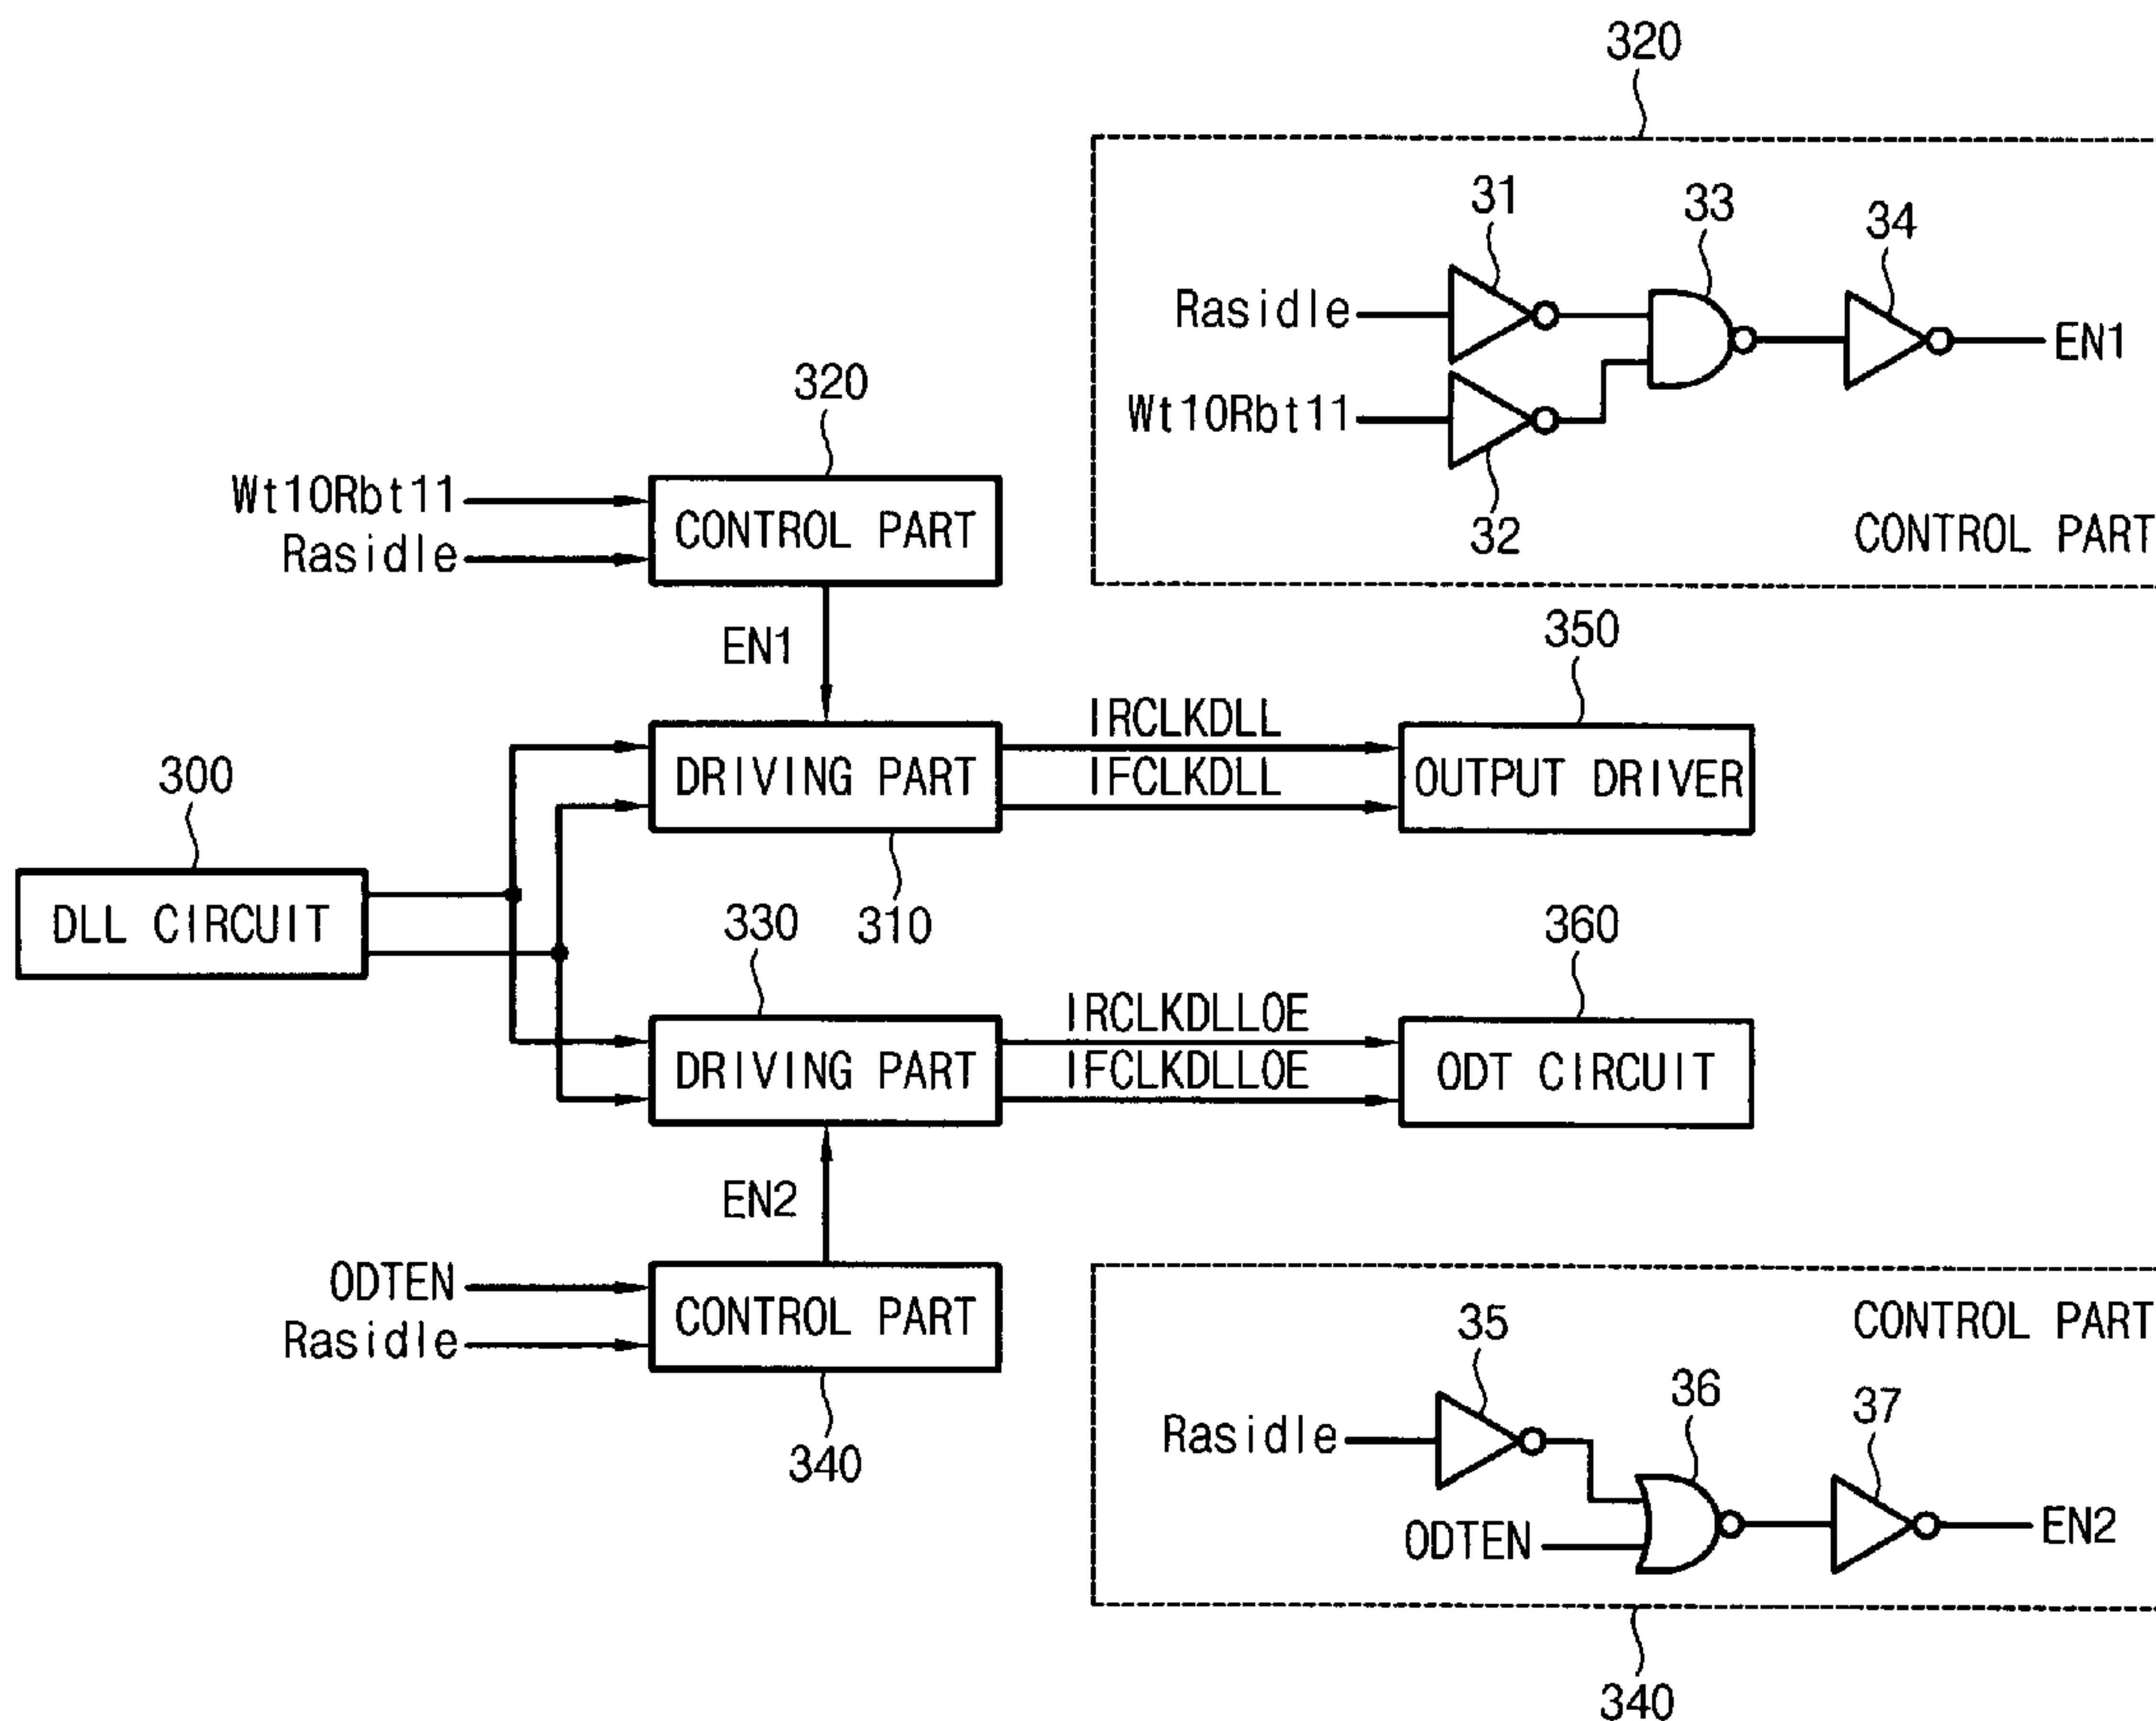 320
31
33
34
Rasidle
EN1
Wt10Rbt11
32
CONTROL PART
320
Wt10Rbt11
Rasidle
CONTROL PART
EN1
350
IRCLKDLL
IFCLKDLL
DRIVING PART
OUTPUT DRIVER
300
310
DLL CIRCUIT
330
360
IRCLKDLLOE
IFCLKDLLOE
DRIVING PART
ODT CIRCUIT
EN2
ODTEN
Rasidle
CONTROL PART
340
CONTROL PART
35
36
37
Rasidle
ODTEN
EN2
340